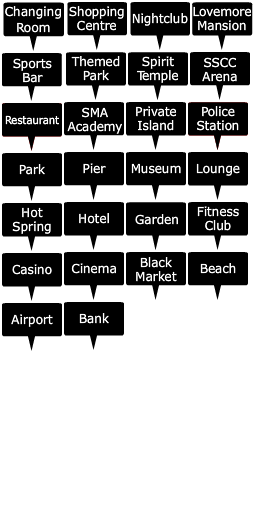 Changing
Room
Shopping
Centre
Nightclub
Lovemore
Mansion
Sports
Bar
Themed
Park
Spirit
Temple
SSCC
Arena
Restaurant
SMA
Academy
Private
Island
Police
Station
Park
Pier
Museum
Lounge
Hot
Spring
Hotel
Garden
Fitness
Club
Casino
Cinema
Black
Market
Beach
Airport
Bank